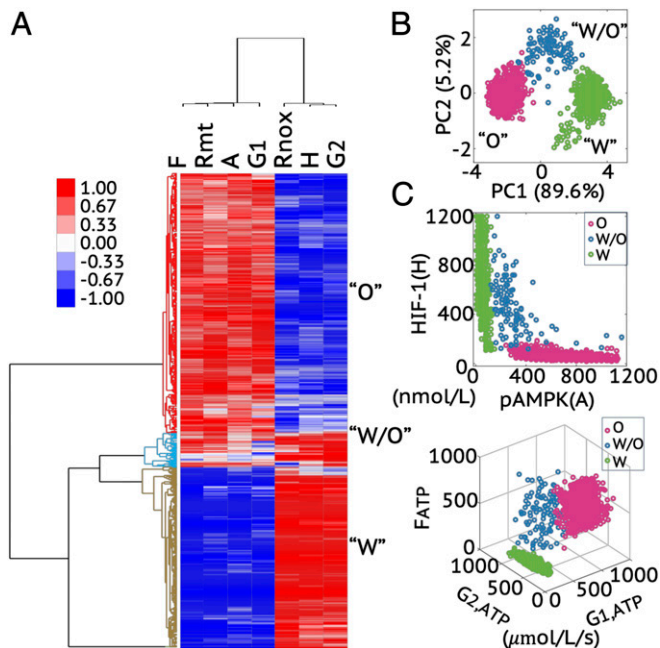 A
F Rmt A G1 Rnox H G2
1.00
0.67
0.33
0.00
-0.33
-0.67
-1.00
"O"
"W/O"
"W"
B
PC2 (5.2%)
2
0
-2
"W/O"
"O"
"W"
-4 0 4
PC1 (89.6%)
C
HIF-1(H)
1200
800
400
0
O
W/O
W
0 400 800 1200
(nmol/L) pAMPK(A)
FATP
1000
500
0
O
W/O
W
1000
500
0
G2,ATP
1000
500
0
G1,ATP
(μmol/L/s)